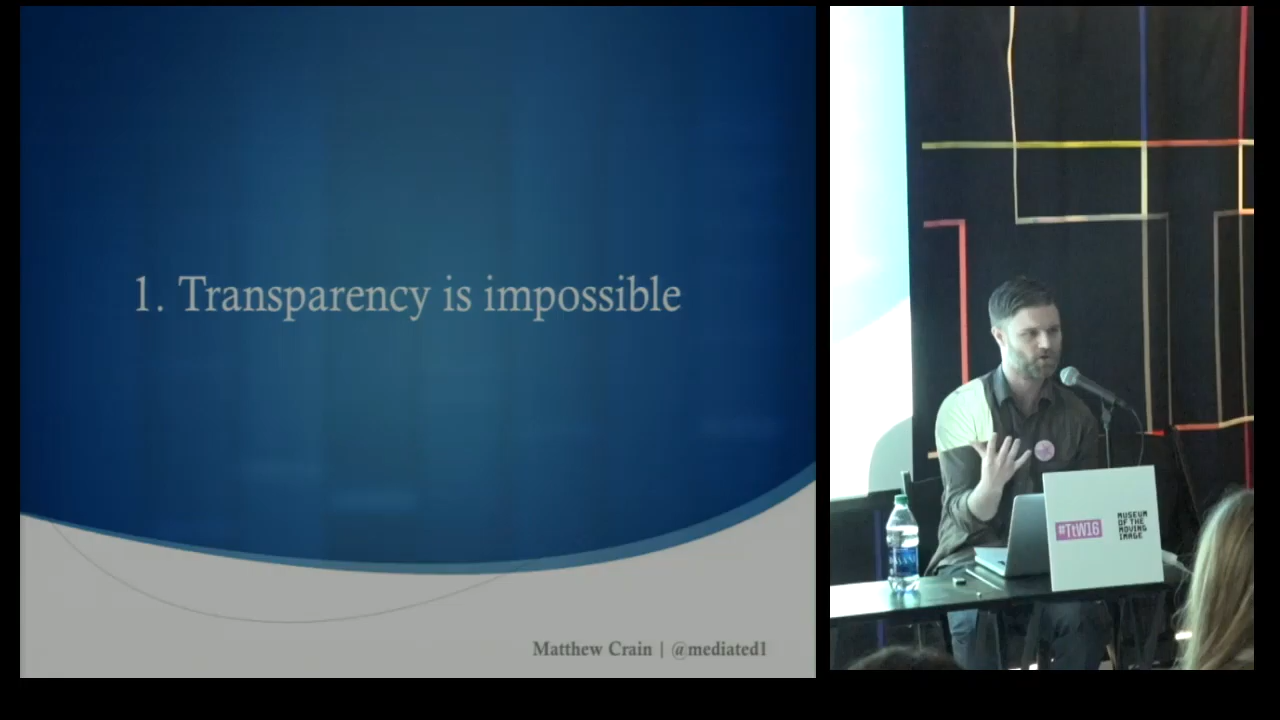 1. Transparency is impossible
Matthew Crain | @mediated1
#TtW16
MUSEUM
OF THE
MOVING
IMAGE